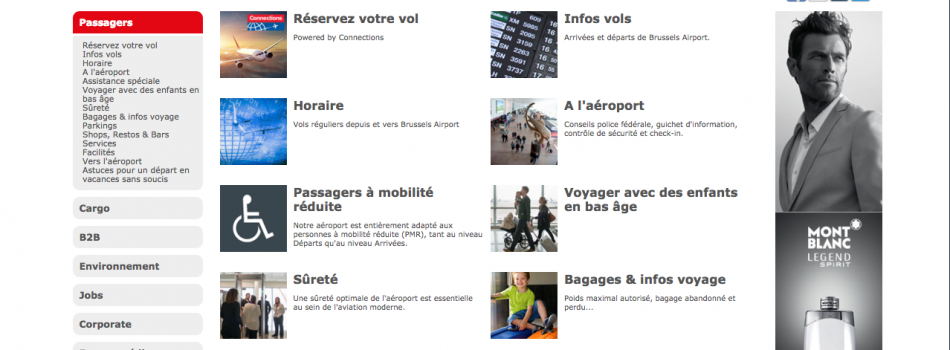 Passagers
Réservez votre vol
Infos vols
Horaire
A l'aéroport
Assistance spéciale
Voyager avec des enfants en
bas âge
Sûreté
Bagages & infos voyage
Parkings
Shops, Restos & Bars
Services
Facilités
Vers l'aéroport
Astuces pour un départ en
vacances sans soucis
Cargo
B2B
Environnement
Jobs
Corporate
Connections
Réservez votre vol
Powered by Connections
Infos vols
Arrivées et départs de Brussels Airport.
Horaire
Vols réguliers depuis et vers Brussels Airport
A l'aéroport
Conseils police fédérale, guichet d'information,
contrôle de sécurité et check-in.
Passagers à mobilité
réduite
Notre aéroport est entièrement adapté aux
personnes à mobilité réduite (PMR), tant au niveau
Départs qu'au niveau Arrivées.
Voyager avec des enfants
en bas âge
Sûreté
Une sûreté optimale de l'aéroport est essentielle
au sein de l'aviation moderne.
Bagages & infos voyage
Poids maximal autorisé, bagage abandonné et
perdu...
MONT
BLANC
LEGEND
SPIRIT